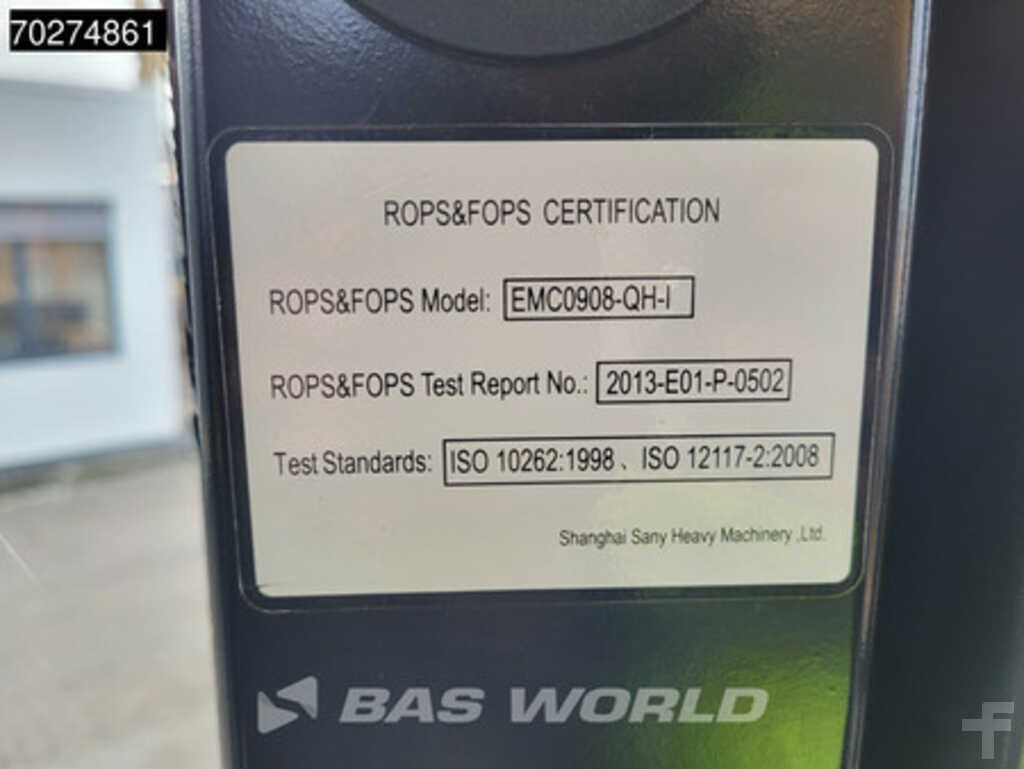 70274861
ROPS&FOPS CERTIFICATION
ROPS&FOPS Model: EMC0908-QH-I
ROPS&FOPS Test Report No.: 2013-E01-P-0502
Test Standards: ISO 10262:1998、ISO 12117-2:2008
Shanghai Sany Heavy Machinery ,Ltd.
BAS WORLD